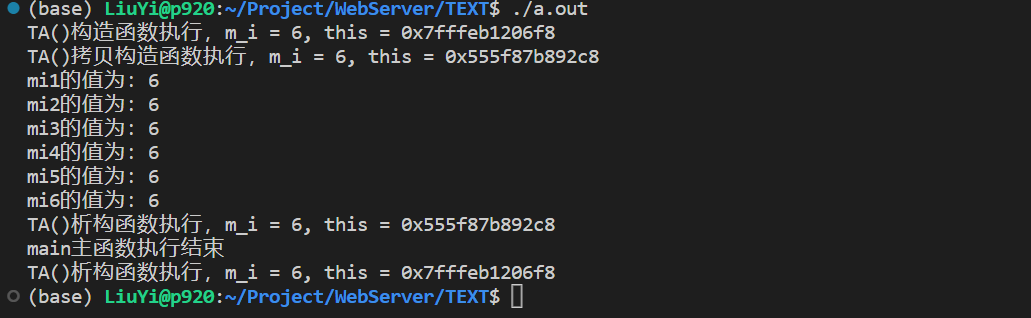 (base) LiuYi@p920:~/Project/WebServer/TEXT$ ./a.out
TA()构造函数执行, m_i = 6, this = 0x7fffeb1206f8
TA()拷贝构造函数执行, m_i = 6, this = 0x555f87b892c8
mi1的值为: 6
mi2的值为: 6
mi3的值为: 6
mi4的值为: 6
mi5的值为: 6
mi6的值为: 6
TA()析构函数执行, m_i = 6, this = 0x555f87b892c8
main主函数执行结束
TA()析构函数执行, m_i = 6, this = 0x7fffeb1206f8
(base) LiuYi@p920:~/Project/WebServer/TEXT$